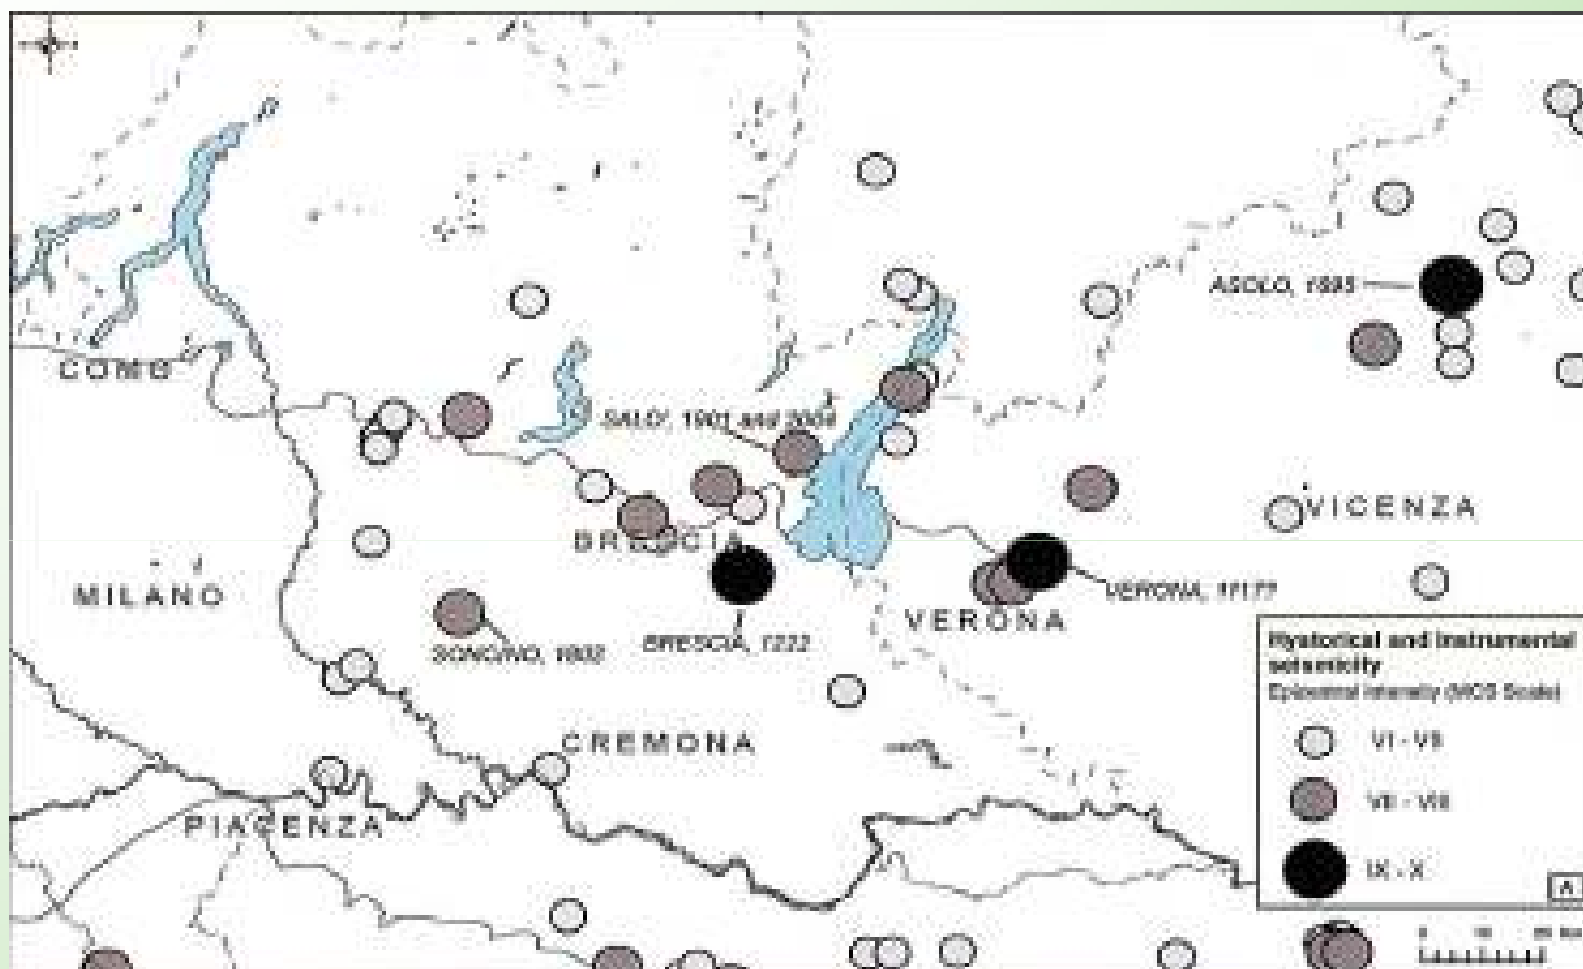 ASOLO, 1695
COMO
SALO', 1901 and 2004
VICENZA
BRESCIA
MILANO
VERONA, 1117?
VERONA
SONCINO, 1802
BRESCIA, 1222
Hystorical and instrumental
seismicity
Epicentral intensity (MCS Scale)
CREMONA
VI - VII
VII - VIII
PIACENZA
IX - X
A